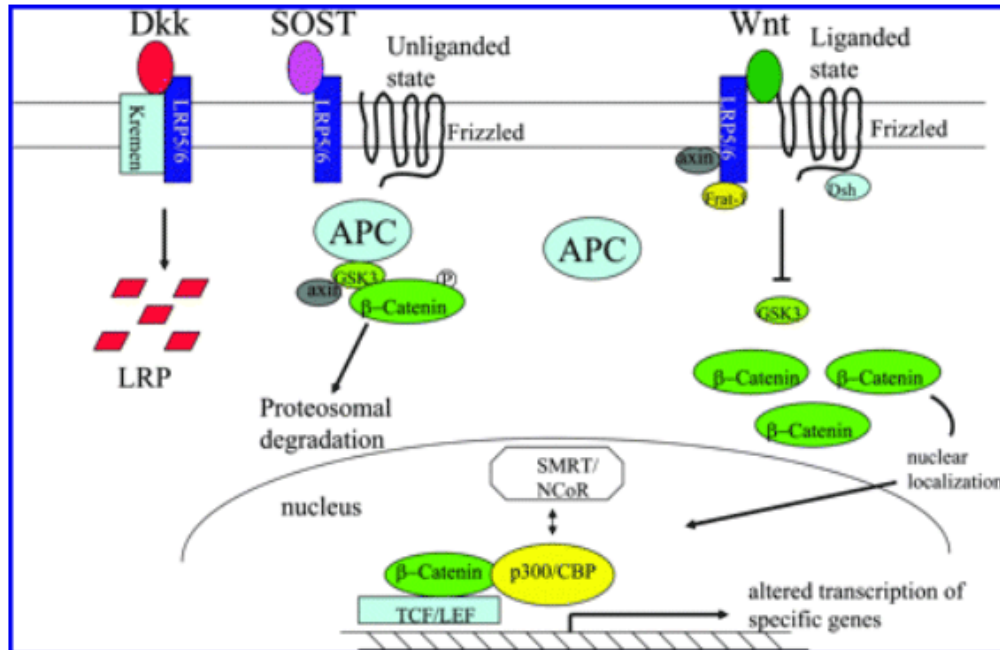 Dkk
SOST
Wnt
Unliganded
state
Liganded
state
Kremen
LRP5/6
LRP5/6
Frizzled
LRP5/6
Frizzled
axin
Frat-1
Dsh
APC
GSK3
axin
P
β-Catenin
APC
GSK3
LRP
β-Catenin
β-Catenin
β-Catenin
Proteosomal
degradation
nuclear
localization
nucleus
SMRT/
NCoR
β-Catenin
p300/CBP
TCF/LEF
altered transcription of
specific genes